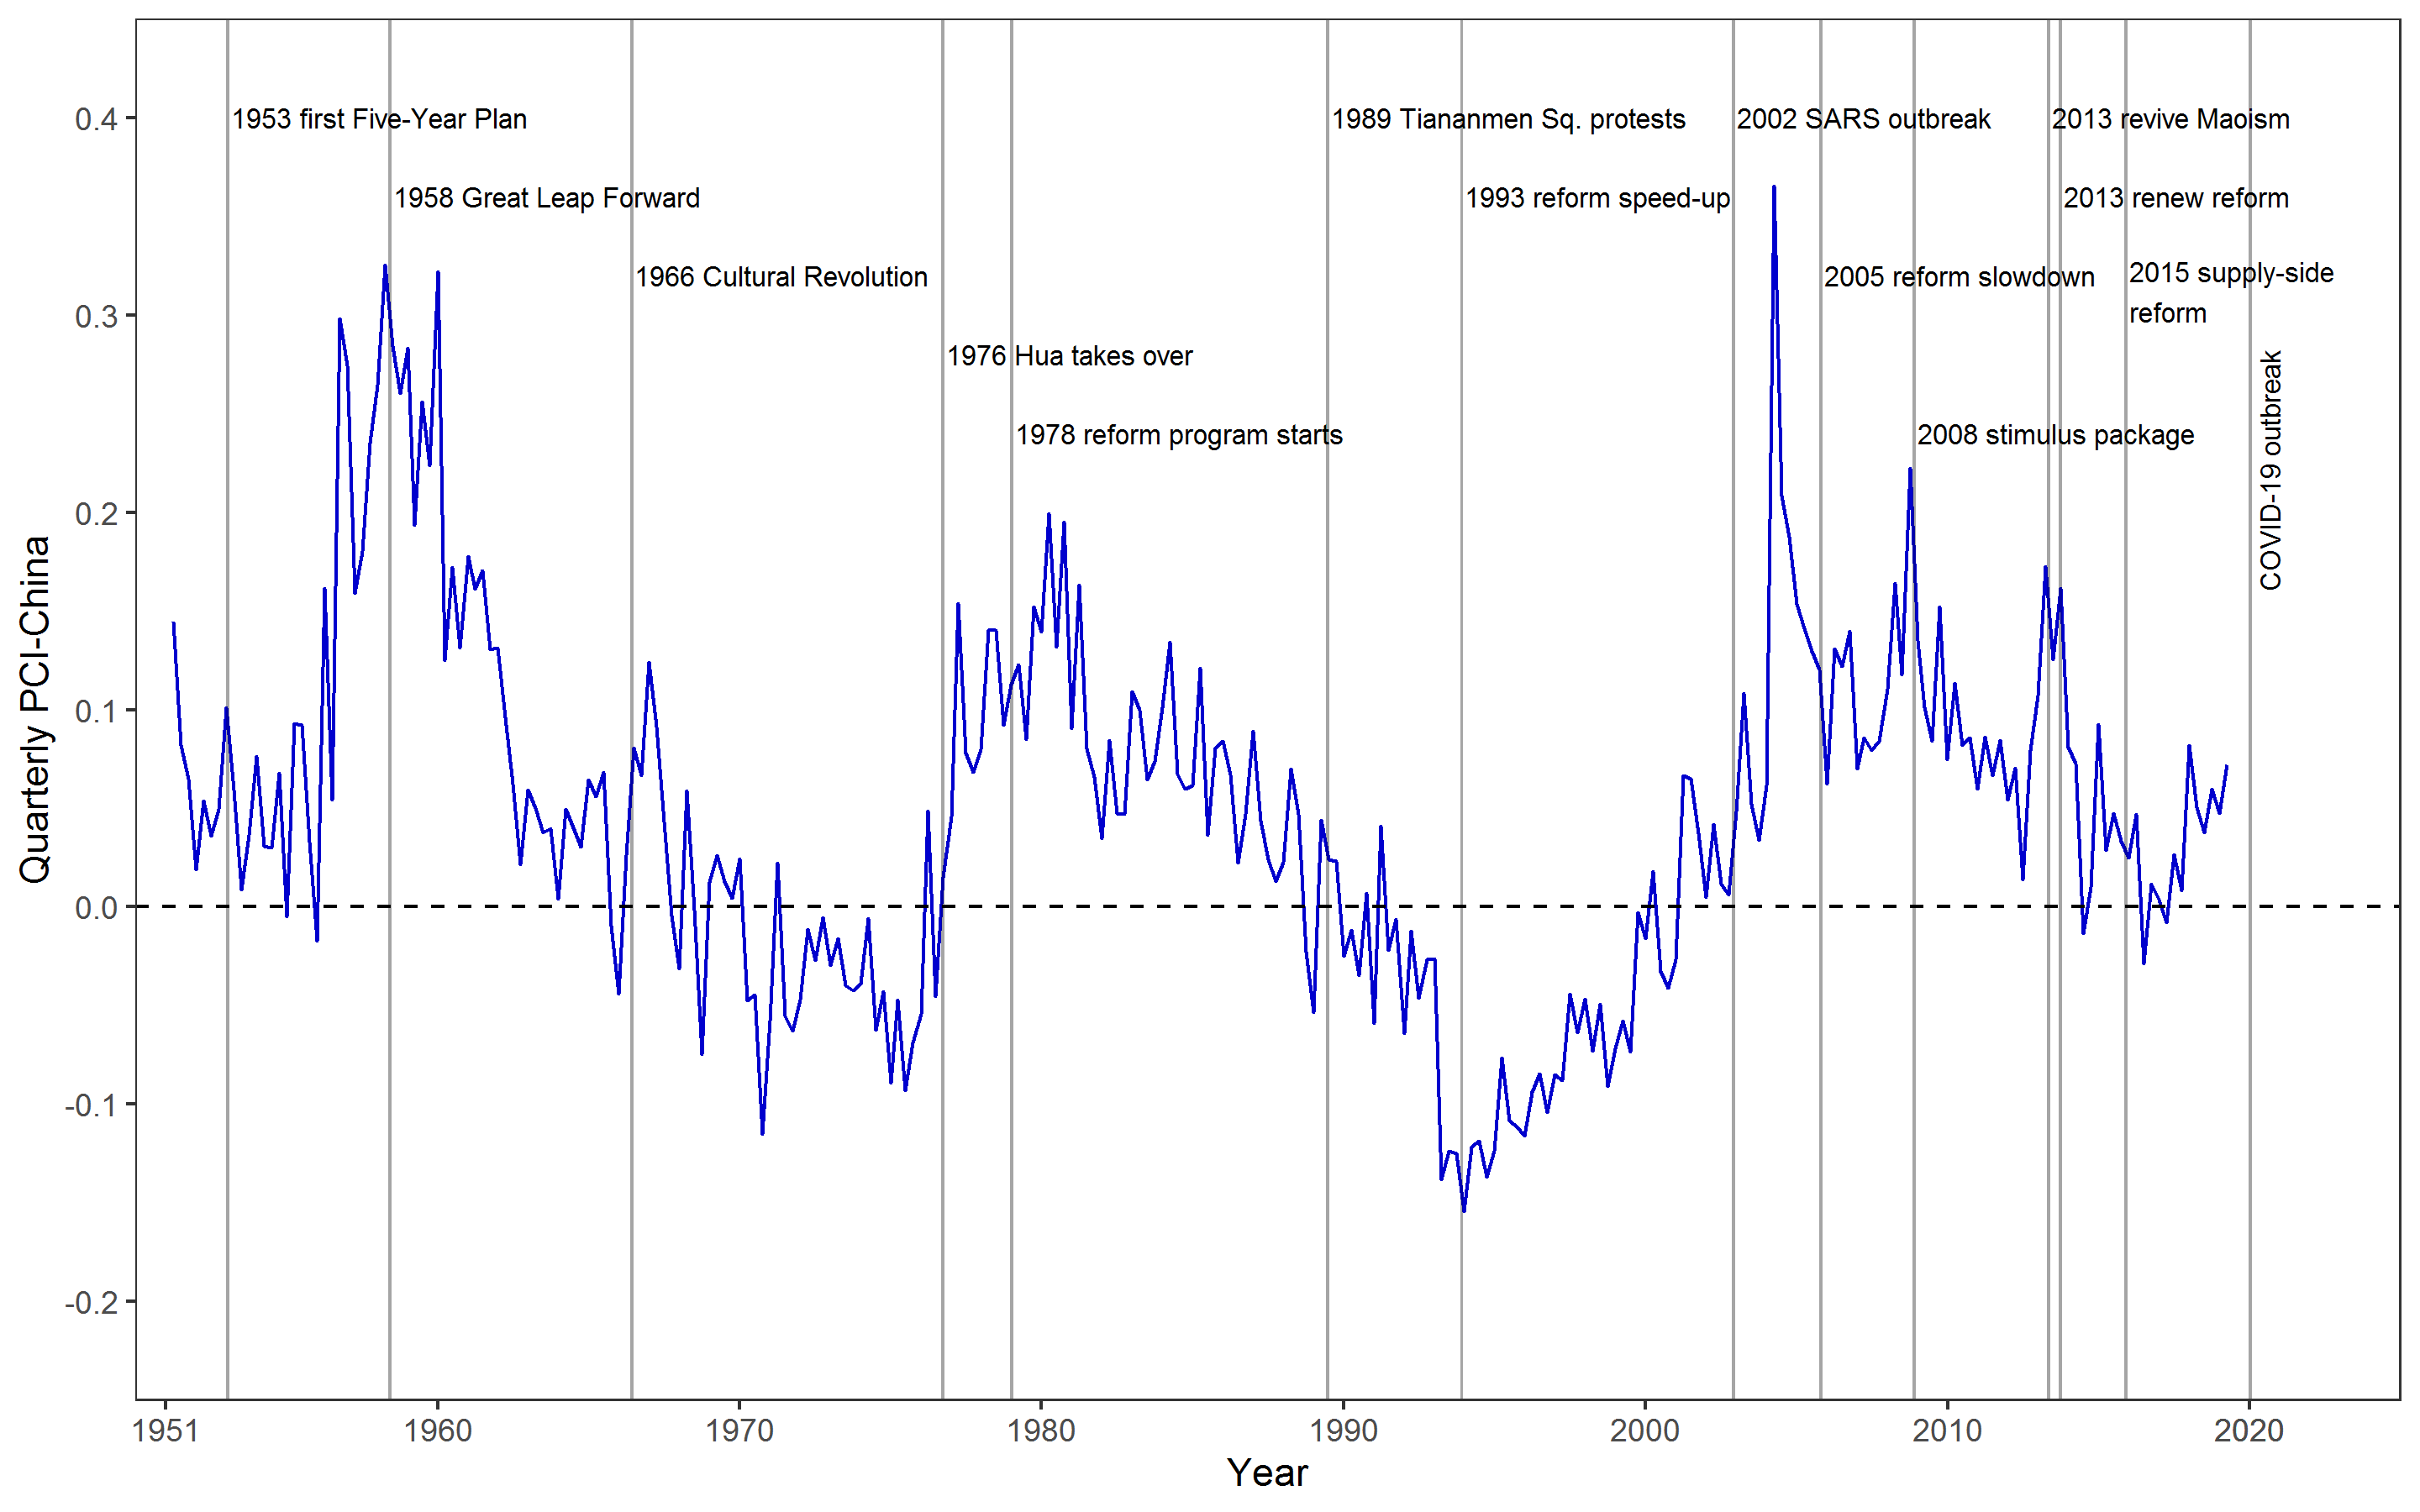 0.4
0.3
0.2
0.1
0.0
-0.1
-0.2
Quarterly PCI-China
1953 first Five-Year Plan
1958 Great Leap Forward
1966 Cultural Revolution
1976 Hua takes over
1978 reform program starts
1989 Tiananmen Sq. protests
1993 reform speed-up
2002 SARS outbreak
2005 reform slowdown
2008 stimulus package
2013 revive Maoism
2013 renew reform
2015 supply-side
reform
COVID-19 outbreak
1951 1960 1970 1980 1990 2000 2010 2020
Year